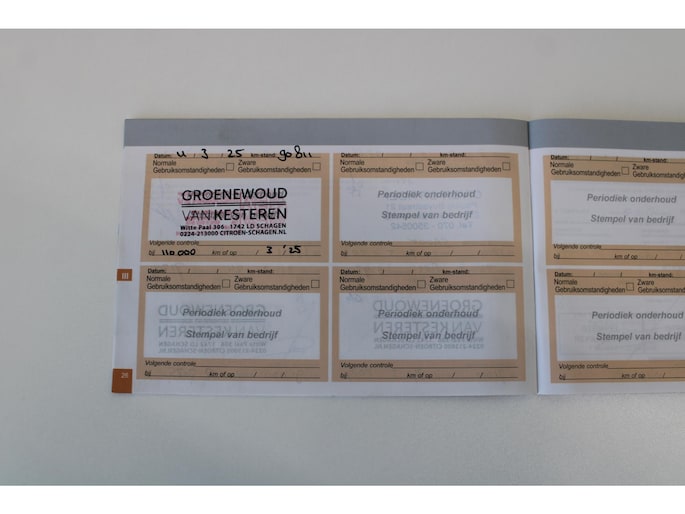 Datum: 4 / 3 / 25 km-stand: 90811
Normale Gebruiksomstandigheden Zware Gebruiksomstandigheden
GROENEWOUD
VAN KESTEREN
Witte Paal 306 1742 LD SCHAGEN
0224-213000 CITROEN-SCHAGEN.NL
Volgende controle
bij 110000 km of op / 3 / '25
Datum: / / km-stand:
Normale Gebruiksomstandigheden Zware Gebruiksomstandigheden
Periodiek onderhoud
Stempel van bedrijf
Volgende controle
bij km of op / /
Datum: / / km-stand:
Normale Gebruiksomstandigheden Zware
Periodiek onderhoud
Stempel van bedrijf
Volgende controle
bij km of op / /
III
Datum: / / km-stand:
Normale Gebruiksomstandigheden Zware Gebruiksomstandigheden
Periodiek onderhoud
Stempel van bedrijf
Volgende controle
bij km of op / /
Datum: / / km-stand:
Normale Gebruiksomstandigheden Zware Gebruiksomstandigheden
Periodiek onderhoud
Stempel van bedrijf
Volgende controle
bij km of op / /
Datum: / / km-stand:
Normale Gebruiksomstandigheden Zware
Periodiek onderhoud
Stempel van bedrijf
Volgende controle
bij km of op / /
26